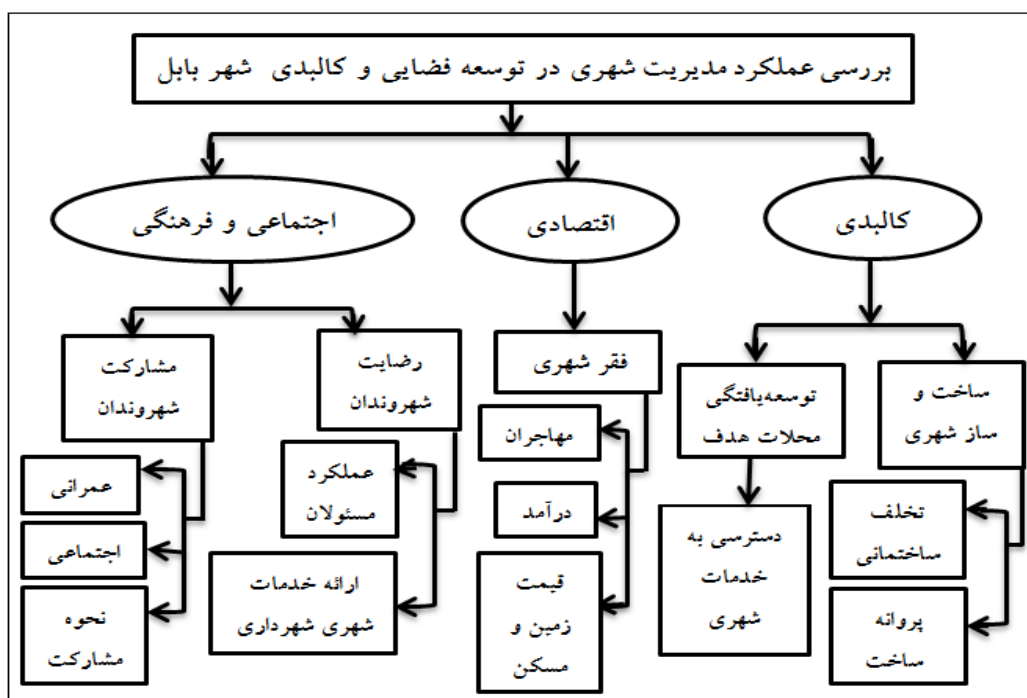 بررسی عملکرد مدیریت شهری در توسعه فضایی و کالبدی شهر بابل
کالبدی
اقتصادی
اجتماعی و فرهنگی
ساخت و
ساز شهری
تخلف
ساختمانی
پروانه
ساخت
توسعه‌یافتگی
محلات هدف
دسترسی به
خدمات
شهری
فقر شهری
مهاجران
درآمد
قیمت
زمین و
مسکن
رضایت
شهروندان
عملکرد
مسئولان
ارائه خدمات
شهری شهرداری
مشارکت
شهروندان
عمرانی
اجتماعی
نحوه
مشارکت